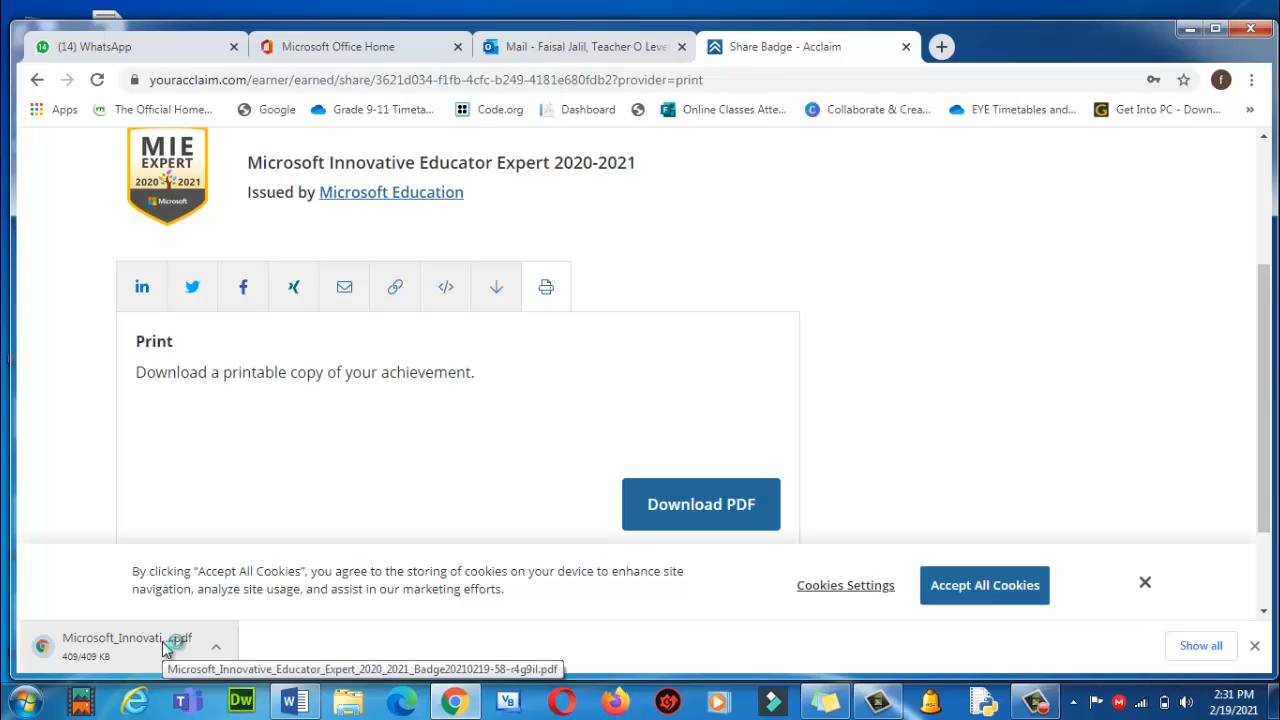 (14) WhatsApp
Microsoft Office Home
Mail - Faisal Jalil, Teacher O Leve
Share Badge - Acclaim
youracclaim.com/earner/earned/share/3621d034-f1fb-4cfc-b249-4181e680fdb2?provider=print
f
Apps
The Official Home...
Google
Grade 9-11 Timeta...
Code.org
Dashboard
Online Classes Atte...
Collaborate & Crea...
EYE Timetables and...
Get Into PC - Down...
»
MIE
EXPERT
2020 2021
Microsoft
Microsoft Innovative Educator Expert 2020-2021
Issued by Microsoft Education
Print
Download a printable copy of your achievement.
Download PDF
By clicking “Accept All Cookies”, you agree to the storing of cookies on your device to enhance site
navigation, analyze site usage, and assist in our marketing efforts.
Cookies Settings
Accept All Cookies
Microsoft_Innovati...pdf
409/409 KB
Show all
Microsoft_Innovative_Educator_Expert_2020_2021_Badge20210219-58-r4g9il.pdf
2:31 PM
2/19/2021